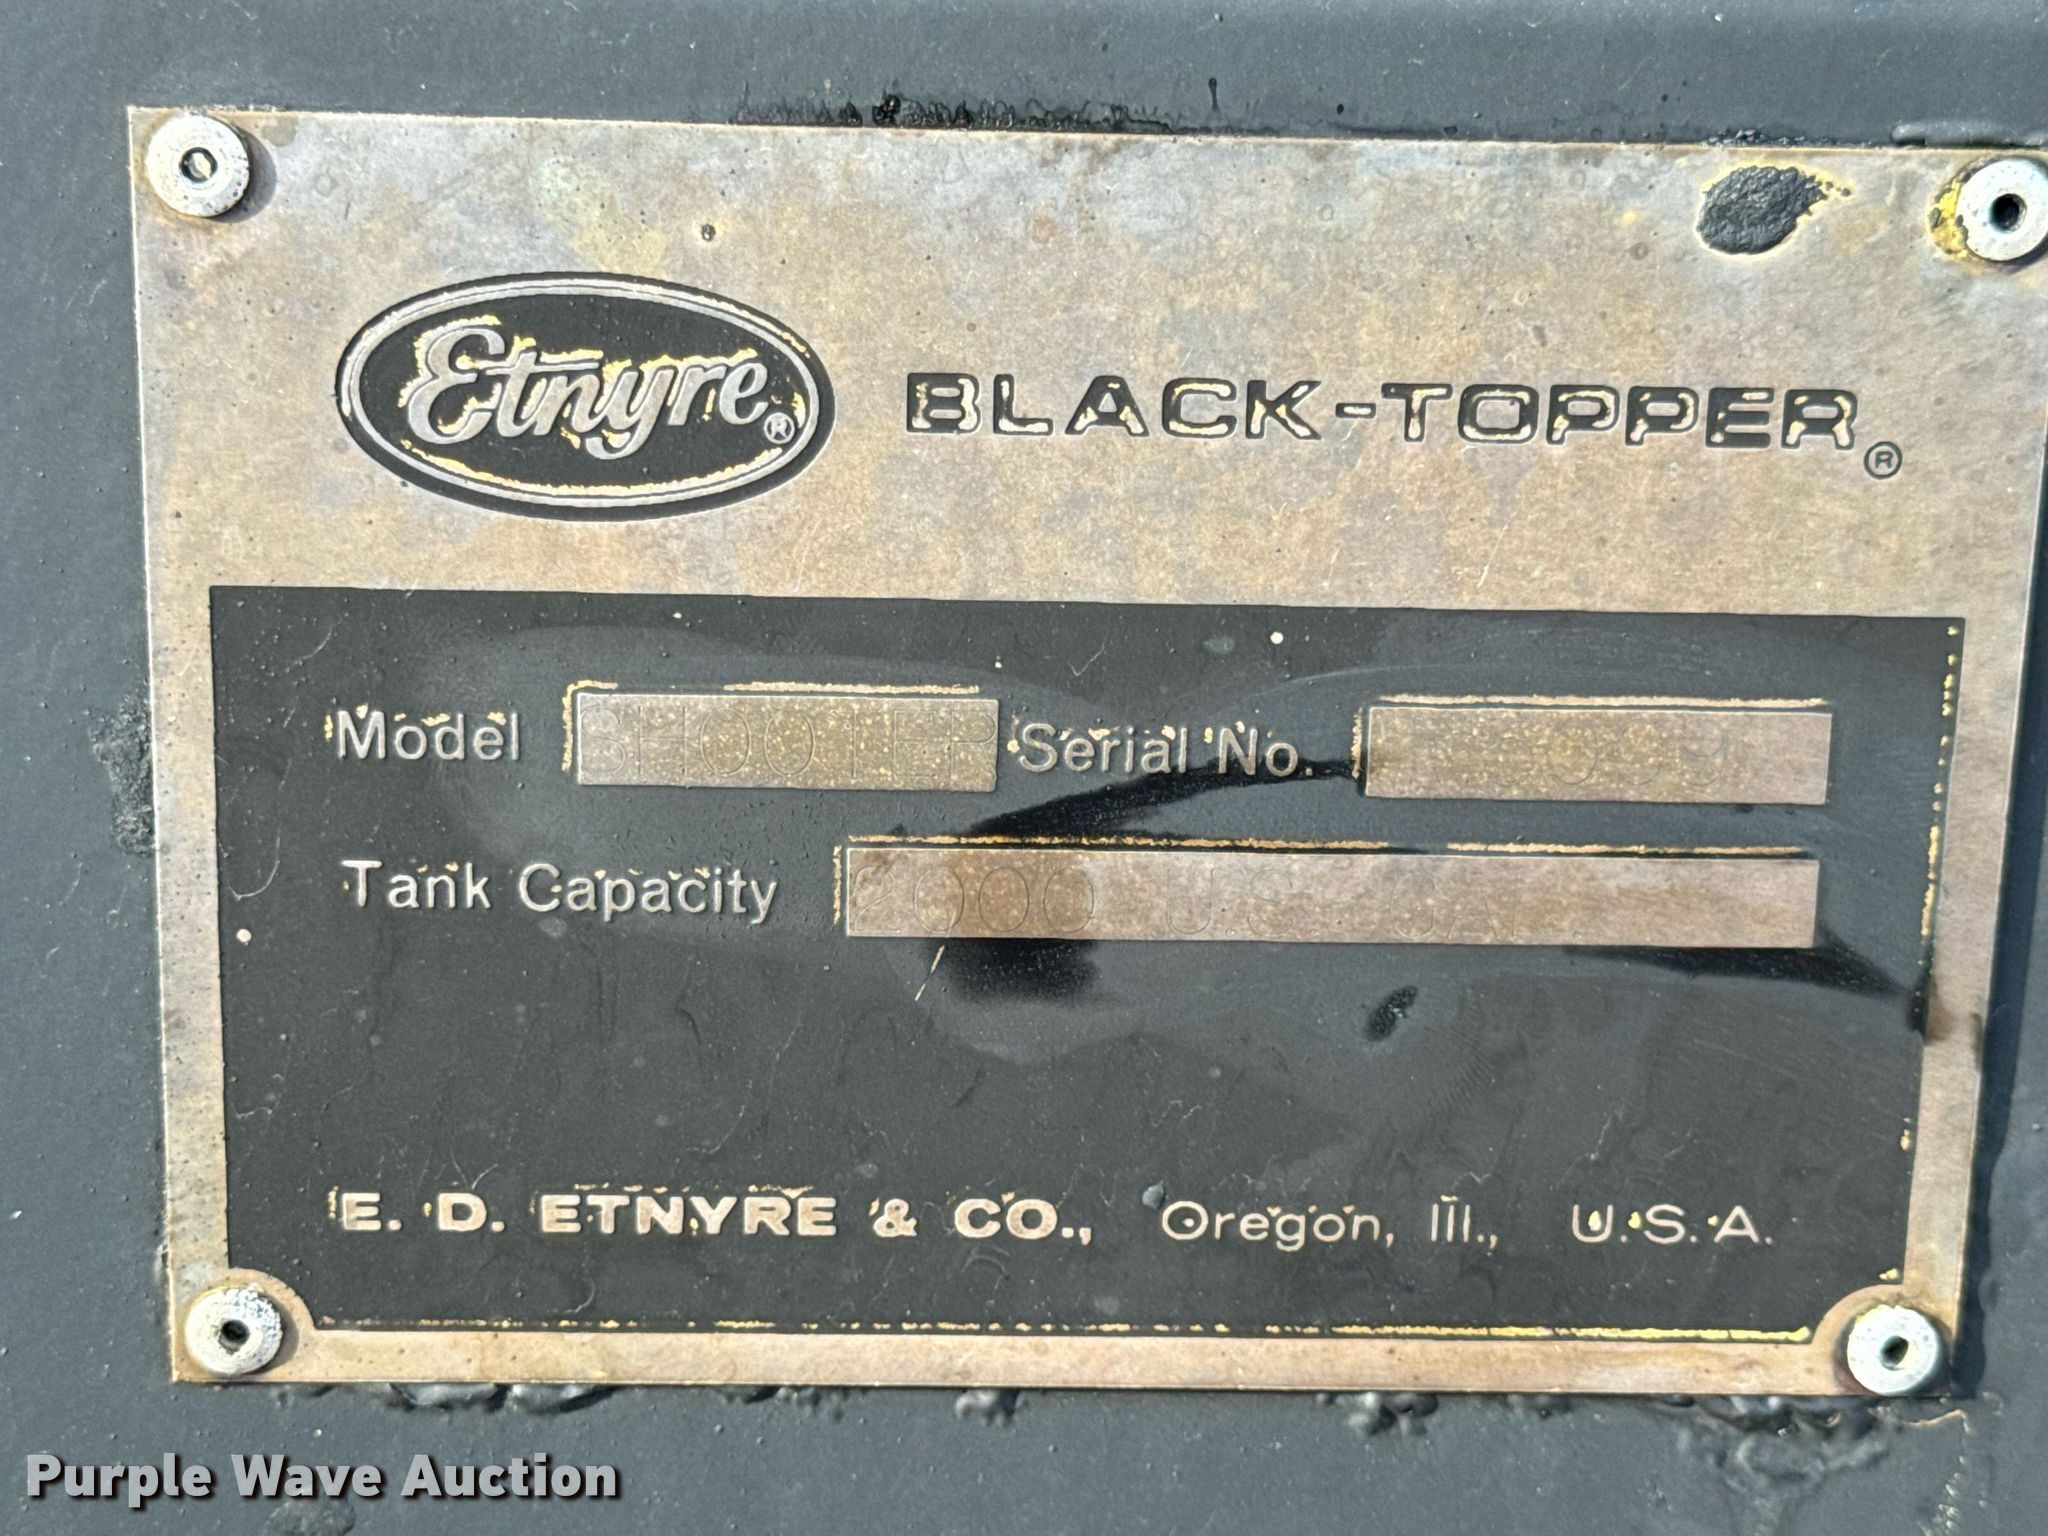 Etnyre®
BLACK-TOPPER®
Model SHOOTER Serial No.
Tank Capacity 2000 U.S. GAL
E. D. ETNYRE & CO., Oregon, Ill., U.S.A.
Purple Wave Auction